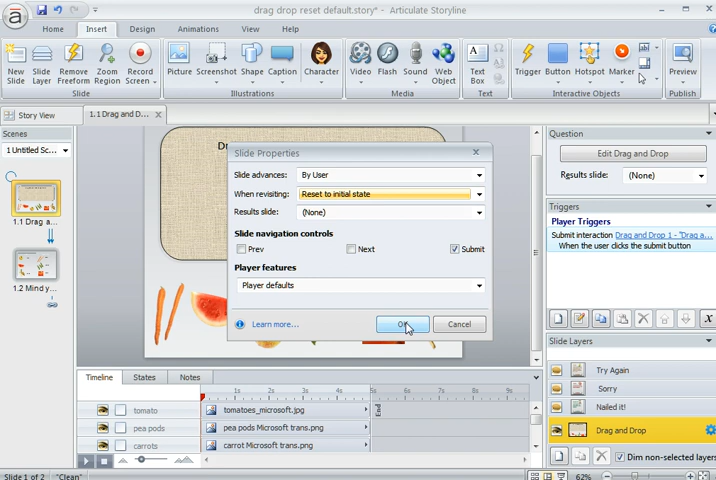 drag drop reset default.story* - Articulate Storyline
Home
Insert
Design
Animations
View
Help
New Slide
Slide Layer
Remove Freeform
Zoom Region
Record Screen
Picture
Screenshot
Shape
Caption
Character
Video
Flash
Sound
Web Object
Text Box
Trigger
Button
Hotspot
Marker
Preview
Slide
Illustrations
Media
Text
Interactive Objects
Publish
Story View
1.1 Drag and D...
Scenes
1 Untitled Sc...
1.1 Drag a...
1.2 Mind y...
Slide Properties
Slide advances: By User
When revisiting: Reset to initial state
Results slide: (None)
Slide navigation controls
Prev
Next
Submit
Player features
Player defaults
Learn more...
OK
Cancel
Question
Edit Drag and Drop
Results slide: (None)
Triggers
Player Triggers
Submit interaction Drag and Drop 1 - "Drag a...
When the user clicks the submit button
Slide Layers
Try Again
Sorry
Nailed it!
Drag and Drop
Dim non-selected layers
Timeline
States
Notes
1s 2s 3s 4s 5s 6s 7s 8s 9s
tomato
tomatoes_microsoft.jpg
End
pea pods
pea pods Microsoft trans.png
carrots
carrot Microsoft trans.png
Slide 1 of 2
"Clean"
62%